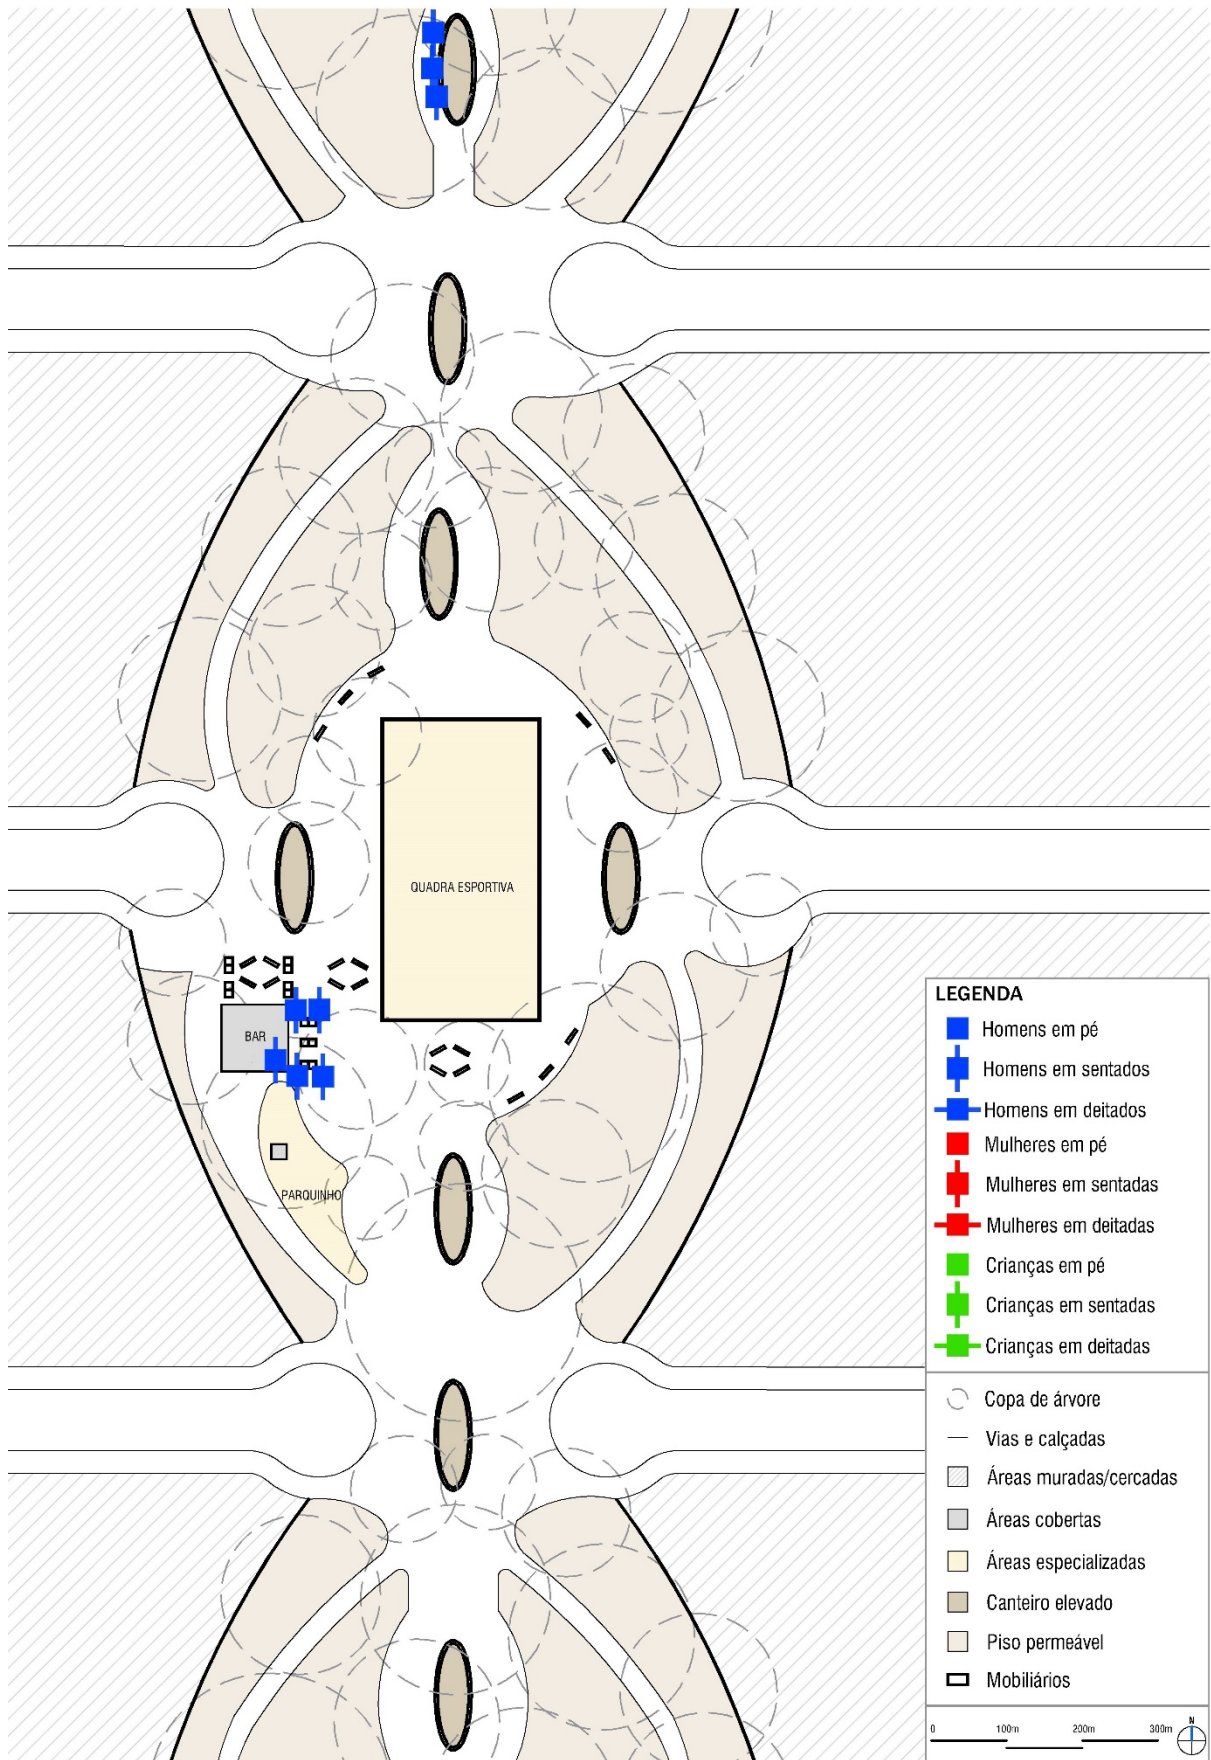 QUADRA ESPORTIVA
BAR
PARQUINHO
LEGENDA
Homens em pé
Homens em sentados
Homens em deitados
Mulheres em pé
Mulheres em sentadas
Mulheres em deitadas
Crianças em pé
Crianças em sentadas
Crianças em deitadas
Copa de árvore
Vias e calçadas
Áreas muradas/cercadas
Áreas cobertas
Áreas especializadas
Canteiro elevado
Piso permeável
Mobiliários
0 100m 200m 300m N